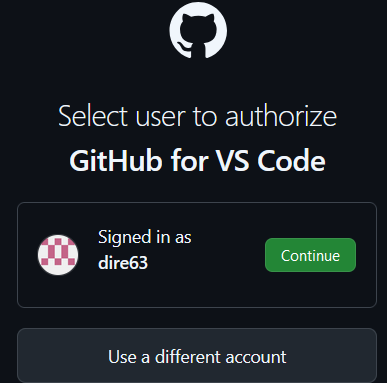 Select user to authorize
GitHub for VS Code
Signed in as
dire63
Continue
Use a different account